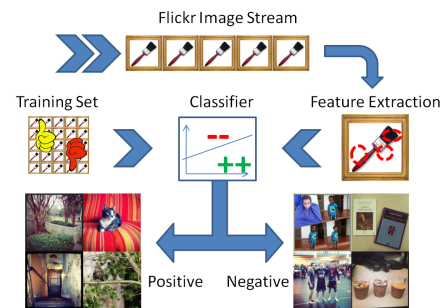 Flickr Image Stream
Training Set
Classifier
Feature Extraction
Positive
Negative